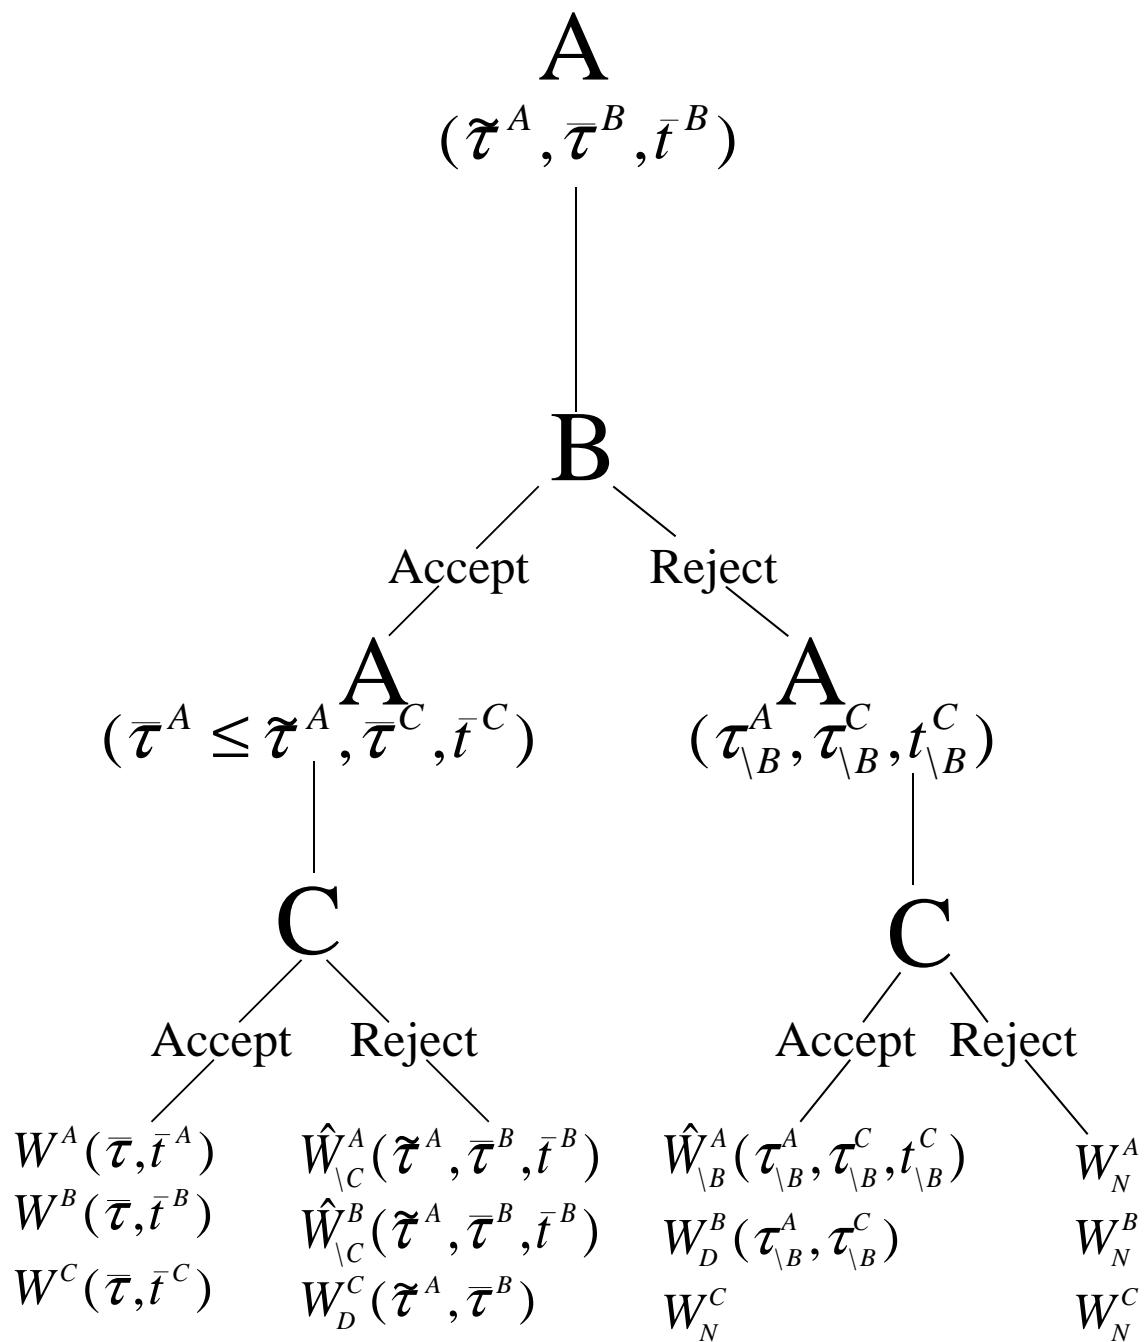 A
(τ̃^A, τ̄^B, t̄^B)
B
Accept Reject
A A
(τ̄^A ≤ τ̃^A, τ̄^C, t̄^C) (τ^A_{\B}, τ^C_{\B}, t^C_{\B})
C C
Accept Reject Accept Reject
W^A(τ̄, t̄^A) Ŵ^A_{\C}(τ̃^A, τ̄^B, t̄^B) Ŵ^A_{\B}(τ^A_{\B}, τ^C_{\B}, t^C_{\B}) W^A_N
W^B(τ̄, t̄^B) Ŵ^B_{\C}(τ̃^A, τ̄^B, t̄^B) W^B_D(τ^A_{\B}, τ^C_{\B}) W^B_N
W^C(τ̄, t̄^C) W^C_D(τ̃^A, τ̄^B) W^C_N W^C_N